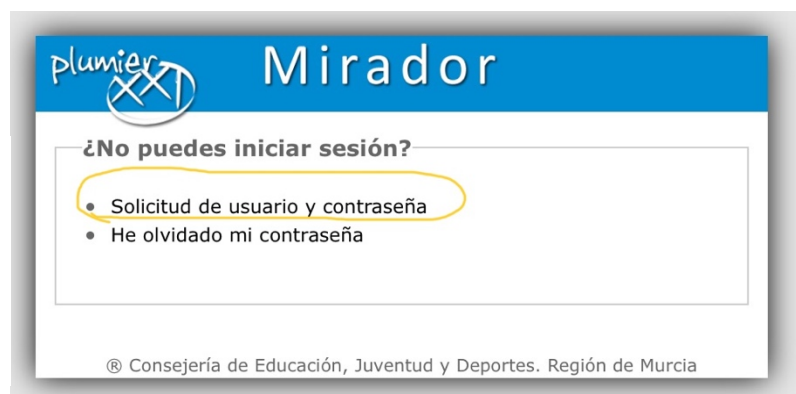 plumier
XXI
Mirador
¿No puedes iniciar sesión?
Solicitud de usuario y contraseña
He olvidado mi contraseña
® Consejería de Educación, Juventud y Deportes. Región de Murcia